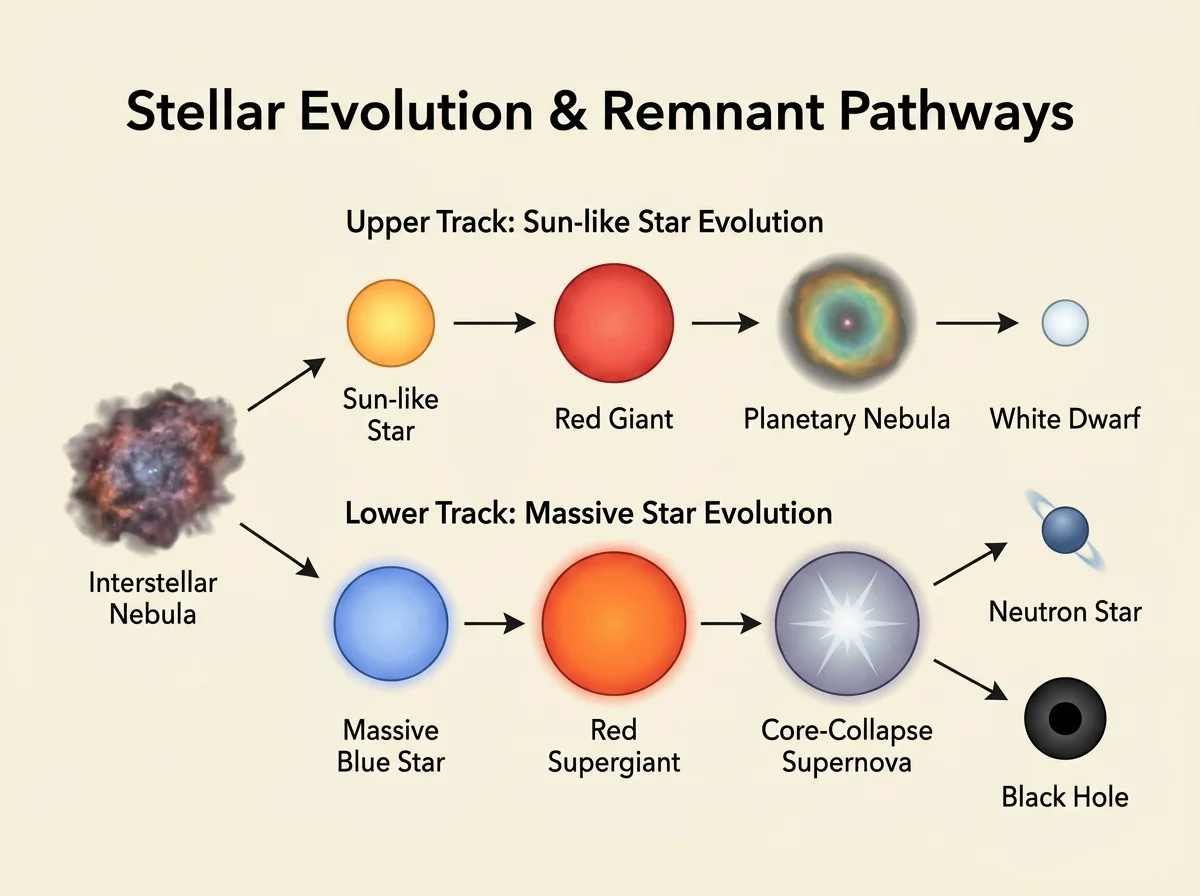 Stellar Evolution & Remnant Pathways
Upper Track: Sun-like Star Evolution
Sun-like
Star
Red Giant
Planetary Nebula
White Dwarf
Interstellar
Nebula
Lower Track: Massive Star Evolution
Massive
Blue Star
Red
Supergiant
Core-Collapse
Supernova
Neutron Star
Black Hole